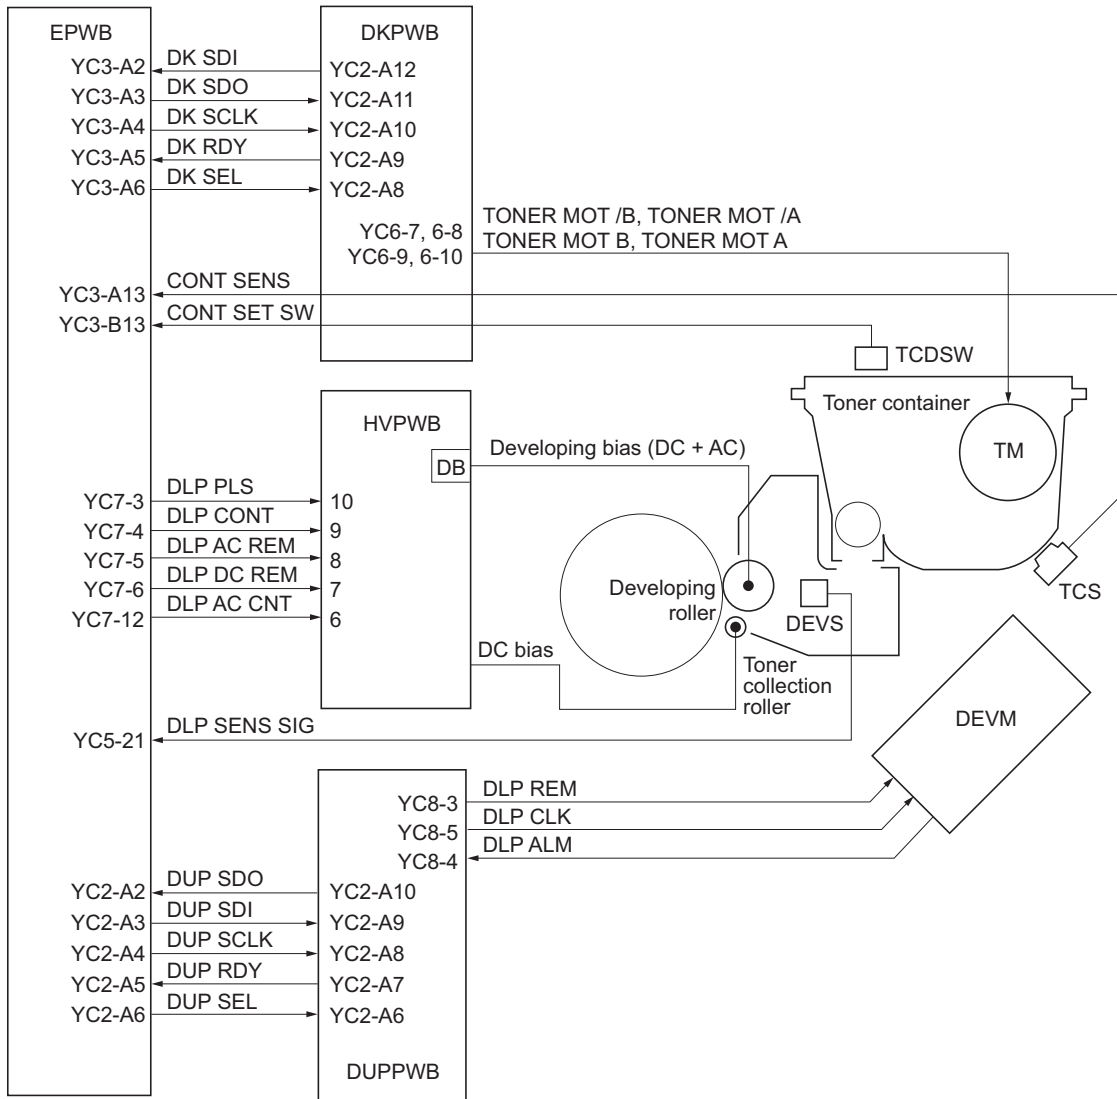 EPWB
DKPWB
YC3-A2
DK SDI
YC2-A12
YC3-A3
DK SDO
YC2-A11
YC3-A4
DK SCLK
YC2-A10
YC3-A5
DK RDY
YC2-A9
YC3-A6
DK SEL
YC2-A8
YC6-7, 6-8
YC6-9, 6-10
TONER MOT /B, TONER MOT /A
TONER MOT B, TONER MOT A
YC3-A13
CONT SENS
YC3-B13
CONT SET SW
TCDSW
Toner container
TM
TCS
HVPWB
DB
Developing bias (DC + AC)
YC7-3
DLP PLS
10
YC7-4
DLP CONT
9
YC7-5
DLP AC REM
8
YC7-6
DLP DC REM
7
YC7-12
DLP AC CNT
6
Developing
roller
DEVS
DC bias
Toner
collection
roller
DEVM
YC5-21
DLP SENS SIG
YC8-3
DLP REM
YC8-5
DLP CLK
YC8-4
DLP ALM
YC2-A2
DUP SDO
YC2-A10
YC2-A3
DUP SDI
YC2-A9
YC2-A4
DUP SCLK
YC2-A8
YC2-A5
DUP RDY
YC2-A7
YC2-A6
DUP SEL
YC2-A6
DUPPWB